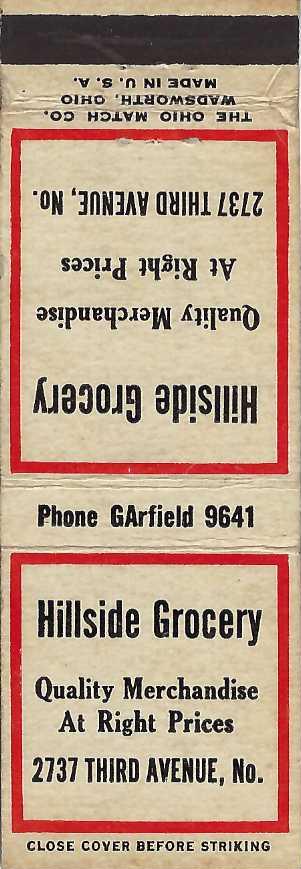 THE OHIO MATCH CO.
WADSWORTH, OHIO
MADE IN U. S. A.
Hillside Grocery
Quality Merchandise
At Right Prices
2737 THIRD AVENUE, No.
Phone GArfield 9641
Hillside Grocery
Quality Merchandise
At Right Prices
2737 THIRD AVENUE, No.
CLOSE COVER BEFORE STRIKING